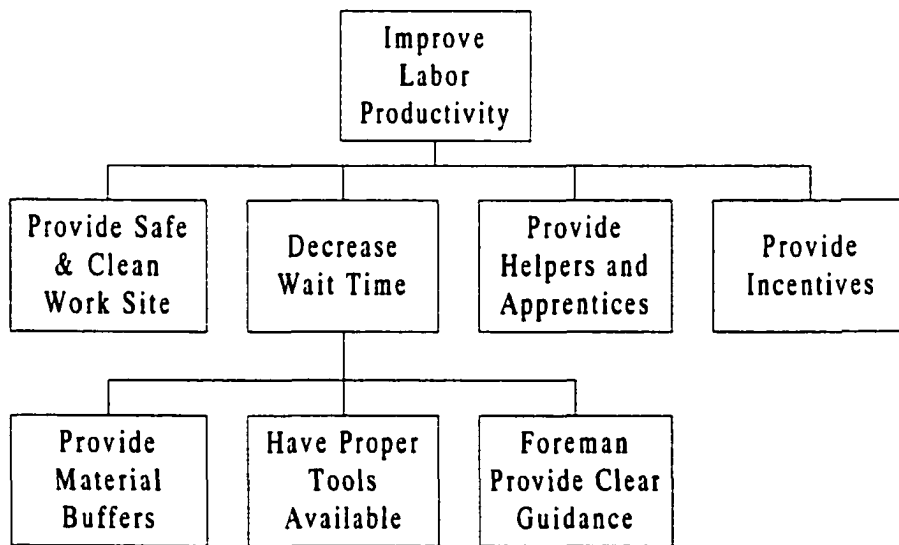 Improve
Labor
Productivity
Provide Safe
& Clean
Work Site
Decrease
Wait Time
Provide
Helpers and
Apprentices
Provide
Incentives
Provide
Material
Buffers
Have Proper
Tools
Available
Foreman
Provide Clear
Guidance